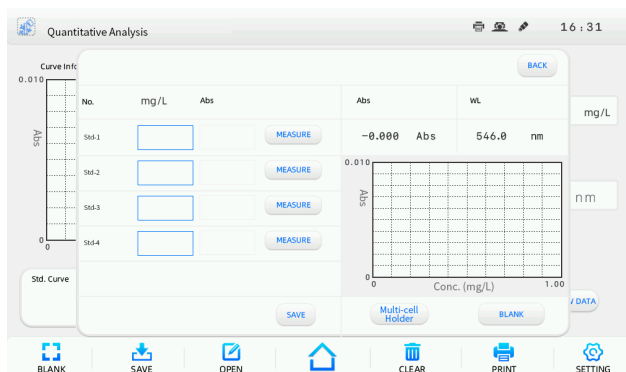 Quantitative Analysis
16:31
Curve Info
BACK
0.010
No. mg/L Abs
Abs WL
mg/L
Std-1 MEASURE
-0.000 Abs 546.0 nm
Abs
Std-2 MEASURE
0.010
Abs
nm
Std-3 MEASURE
Std-4 MEASURE
0
0
0
0 Conc. (mg/L) 1.00
Std. Curve
DATA
SAVE
Multi-cell
Holder
BLANK
BLANK SAVE OPEN CLEAR PRINT SETTING